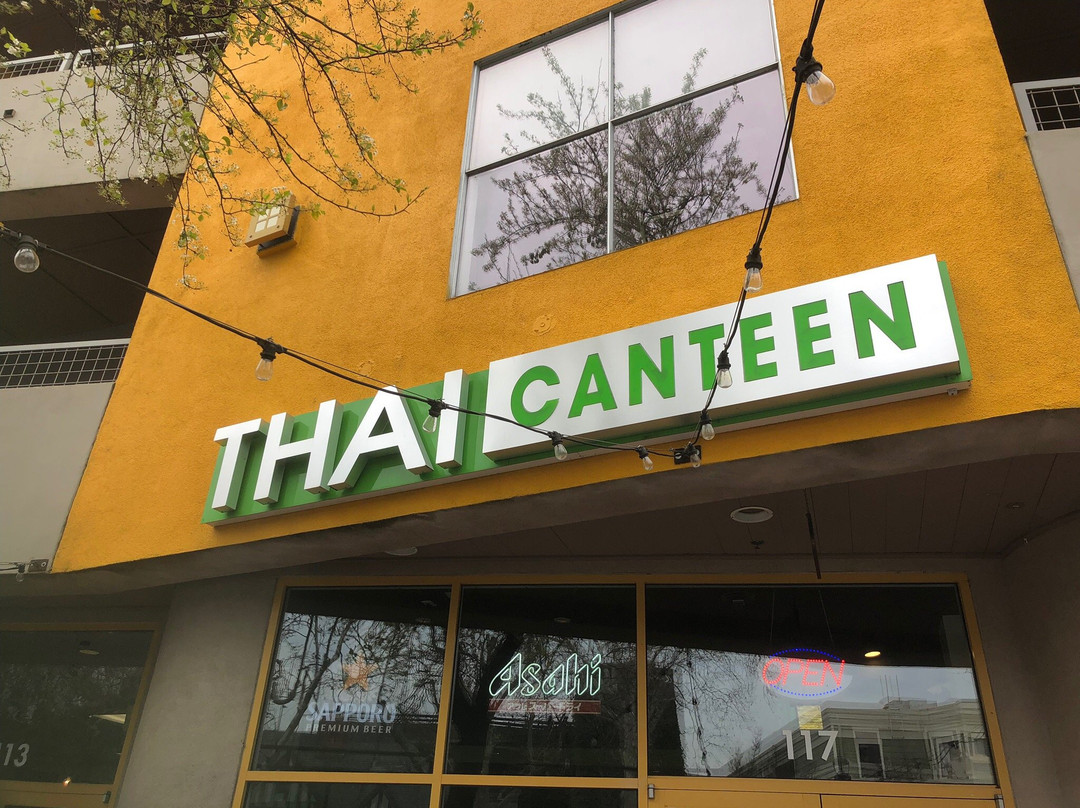 THAI CANTEEN
SAPPORO
PREMIUM BEER
Asahi
OPEN
117
113